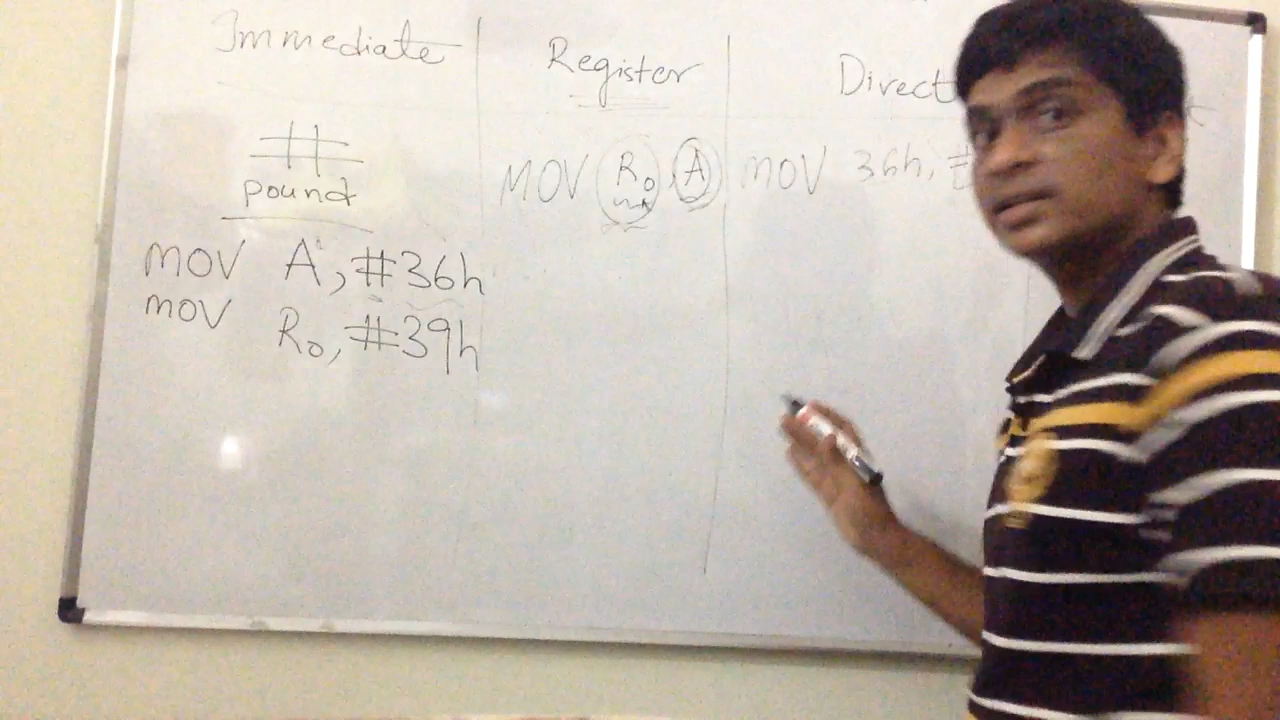 Immediate
#
pound
MOV A, #36h
MOV R0, #39h
Register
MOV R0, A
Direct
MOV 36h, #